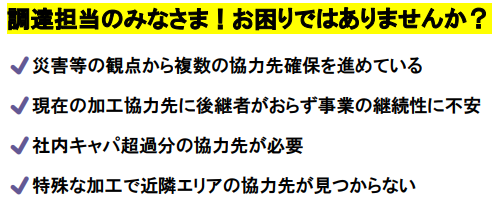 調達担当のみなさま！お困りではありませんか？
災害等の観点から複数の協力先確保を進めている
現在の加工協力先に後継者がおらず事業の継続性に不安
社内キャパ超過分の協力先が必要
特殊な加工で近隣エリアの協力先が見つからない